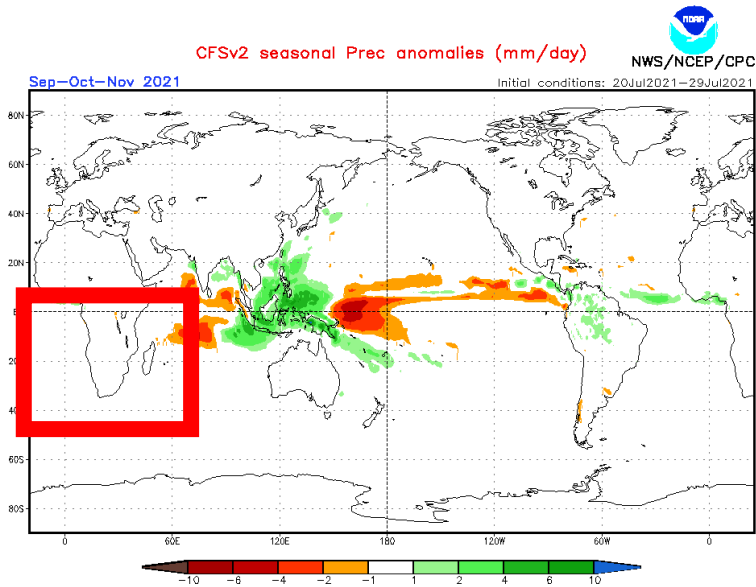 NOAA
CFSv2 seasonal Prec anomalies (mm/day)
NWS/NCEP/CPC
Sep-Oct-Nov 2021
Initial conditions: 20Jul2021-29Jul2021
80N
60N
40N
20N
20S
60S
80S
0 60E 120E 180 120W 60W 0
-10 -6 -4 -2 -1 1 2 4 6 10